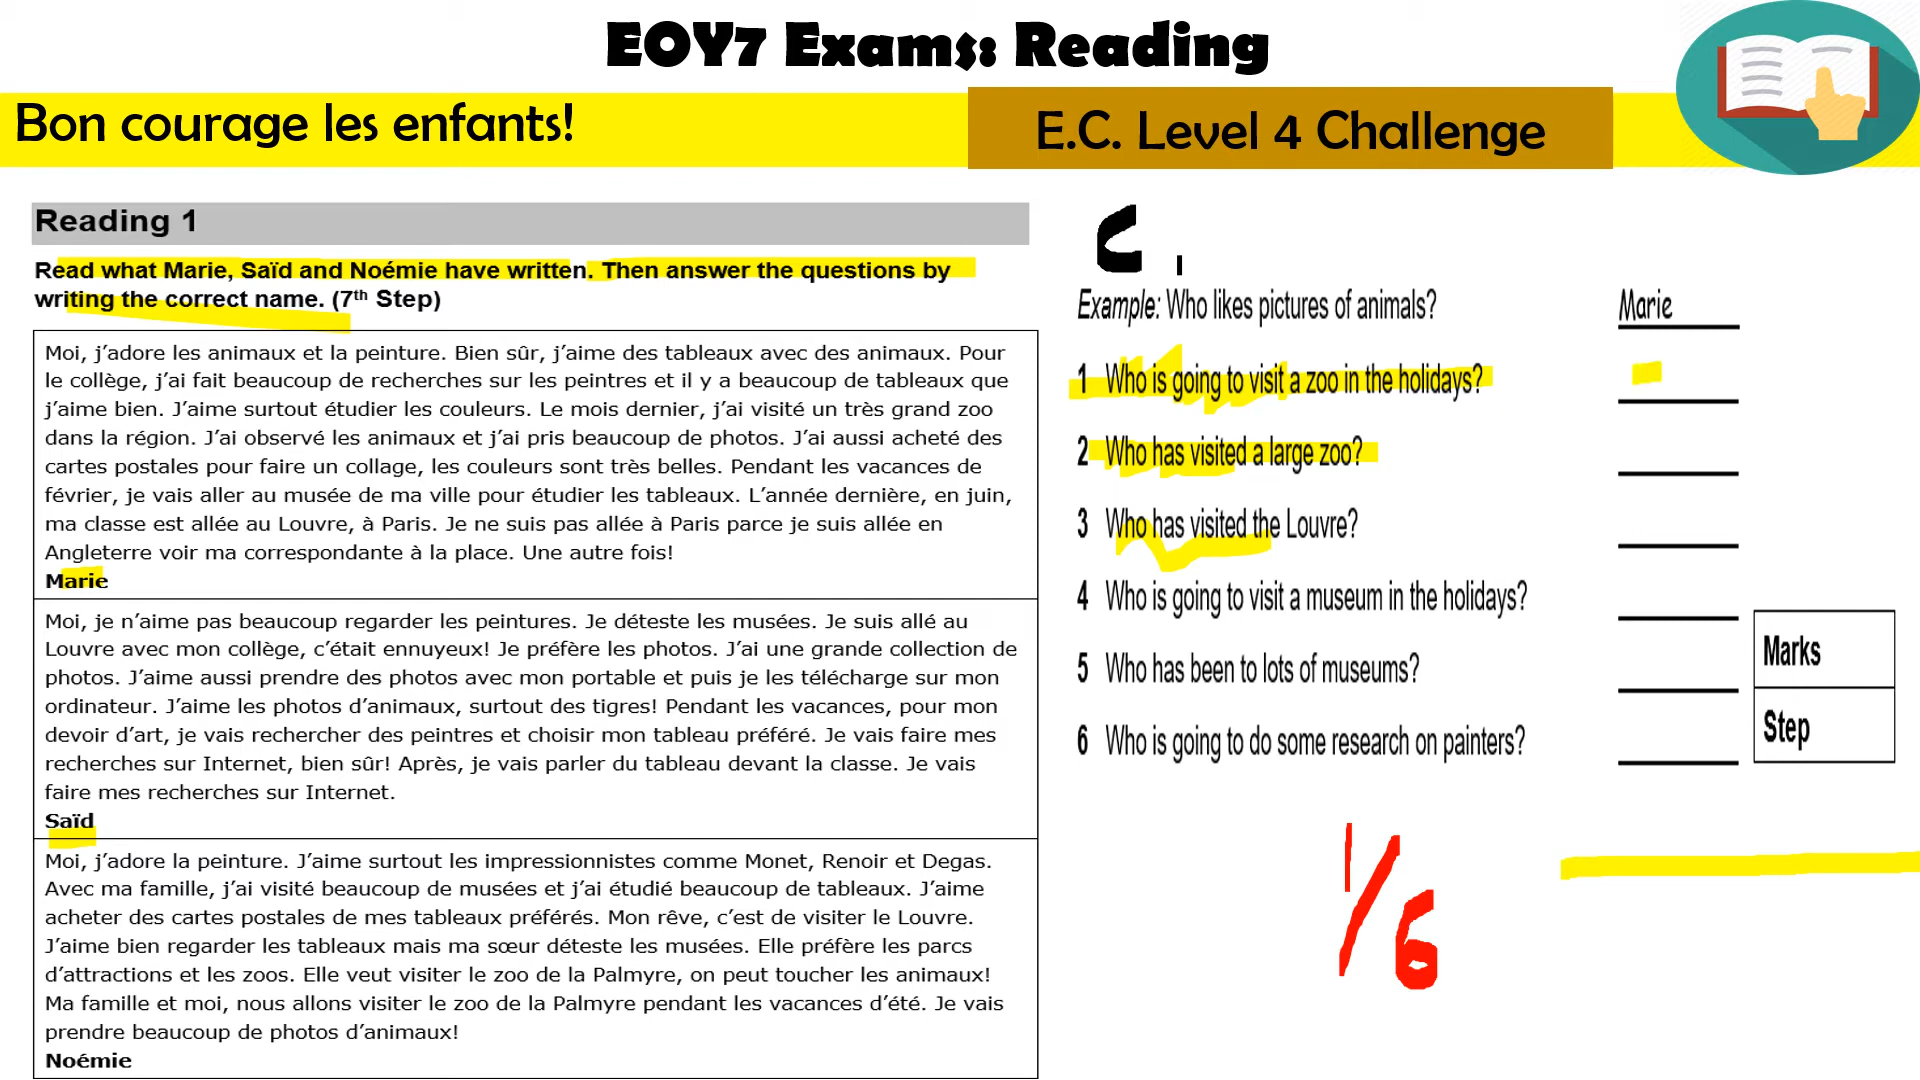 EOY7 Exams: Reading
Bon courage les enfants!
E.C. Level 4 Challenge
Reading 1
Read what Marie, Saïd and Noémie have written. Then answer the questions by
writing the correct name. (7th Step)
Moi, j'adore les animaux et la peinture. Bien sûr, j'aime des tableaux avec des animaux. Pour
le collège, j'ai fait beaucoup de recherches sur les peintres et il y a beaucoup de tableaux que
j'aime bien. J'aime surtout étudier les couleurs. Le mois dernier, j'ai visité un très grand zoo
dans la région. J'ai observé les animaux et j'ai pris beaucoup de photos. J'ai aussi acheté des
cartes postales pour faire un collage, les couleurs sont très belles. Pendant les vacances de
février, je vais aller au musée de ma ville pour étudier les tableaux. L'année dernière, en juin,
ma classe est allée au Louvre, à Paris. Je ne suis pas allée à Paris parce je suis allée en
Angleterre voir ma correspondante à la place. Une autre fois!
Marie
Moi, je n'aime pas beaucoup regarder les peintures. Je déteste les musées. Je suis allé au
Louvre avec mon collège, c'était ennuyeux! Je préfère les photos. J'ai une grande collection de
photos. J'aime aussi prendre des photos avec mon portable et puis je les télécharge sur mon
ordinateur. J'aime les photos d'animaux, surtout des tigres! Pendant les vacances, pour mon
devoir d'art, je vais rechercher des peintres et choisir mon tableau préféré. Je vais faire mes
recherches sur Internet, bien sûr! Après, je vais parler du tableau devant la classe. Je vais
faire mes recherches sur Internet.
Saïd
Moi, j'adore la peinture. J'aime surtout les impressionnistes comme Monet, Renoir et Degas.
Avec ma famille, j'ai visité beaucoup de musées et j'ai étudié beaucoup de tableaux. J'aime
acheter des cartes postales de mes tableaux préférés. Mon rêve, c'est de visiter le Louvre.
J'aime bien regarder les tableaux mais ma sœur déteste les musées. Elle préfère les parcs
d'attractions et les zoos. Elle veut visiter le zoo de la Palmyre, on peut toucher les animaux!
Ma famille et moi, nous allons visiter le zoo de la Palmyre pendant les vacances d'été. Je vais
prendre beaucoup de photos d'animaux!
Noémie
Example: Who likes pictures of animals? Marie
1 Who is going to visit a zoo in the holidays?
2 Who has visited a large zoo?
3 Who has visited the Louvre?
4 Who is going to visit a museum in the holidays?
5 Who has been to lots of museums?
6 Who is going to do some research on painters?
Marks
Step
1/6